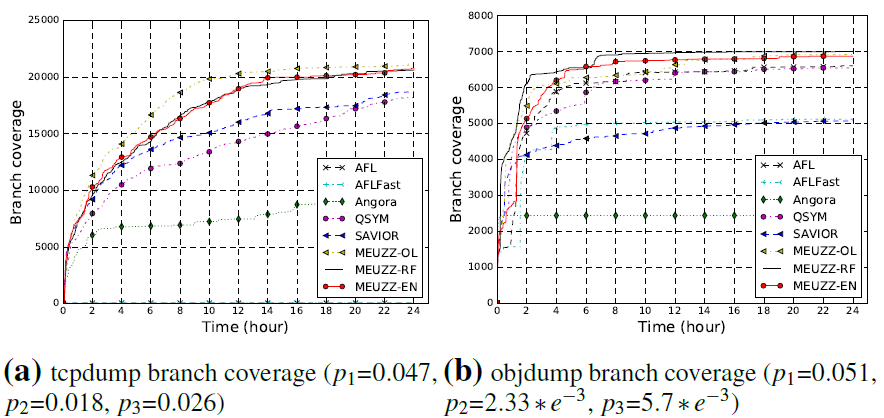 25000
20000
15000
10000
5000
0
Branch coverage
0 2 4 6 8 10 12 14 16 18 20 22 24
Time (hour)
AFL
AFLFast
Angora
QSYM
SAVIOR
MEUZZ-OL
MEUZZ-RF
MEUZZ-EN
8000
7000
6000
5000
4000
3000
2000
1000
0
Branch coverage
0 2 4 6 8 10 12 14 16 18 20 22 24
Time (hour)
AFL
AFLFast
Angora
QSYM
SAVIOR
MEUZZ-OL
MEUZZ-RF
MEUZZ-EN
(a) tcpdump branch coverage (p1=0.047,
p2=0.018, p3=0.026)
(b) objdump branch coverage (p1=0.051,
p2=2.33 * e−3, p3=5.7 * e−3)